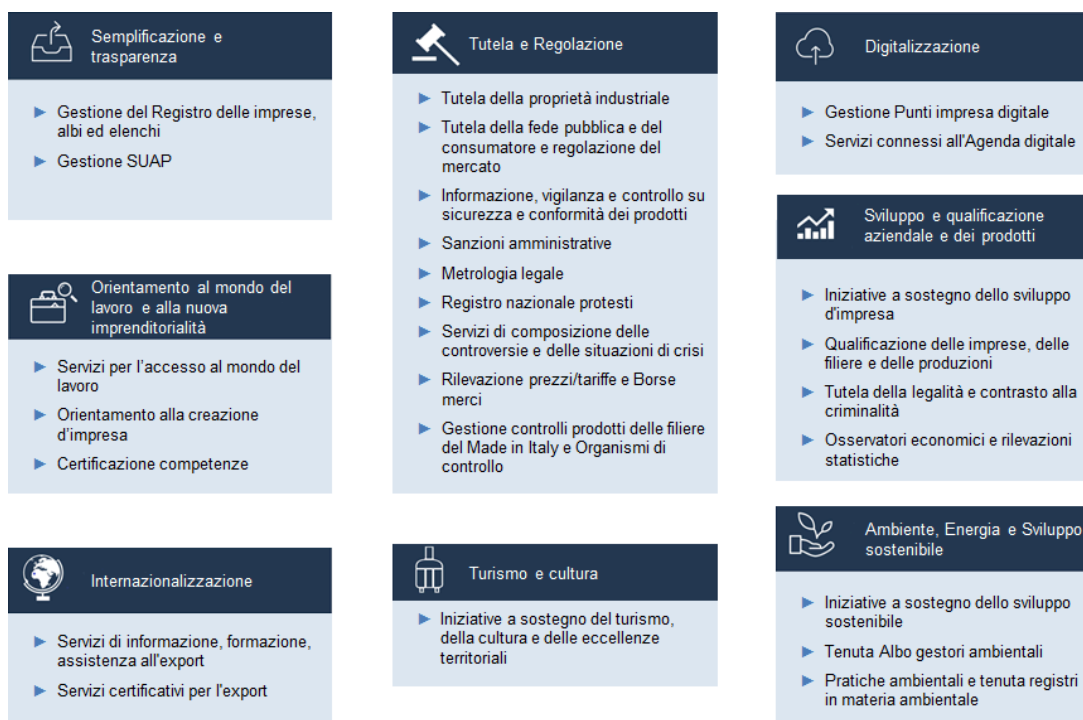 Semplificazione e
trasparenza
► Gestione del Registro delle imprese,
albi ed elenchi
► Gestione SUAP
Orientamento al mondo del
lavoro e alla nuova
imprenditorialità
► Servizi per l’accesso al mondo del
lavoro
► Orientamento alla creazione
d’impresa
► Certificazione competenze
Internazionalizzazione
► Servizi di informazione, formazione,
assistenza all'export
► Servizi certificativi per l'export
Tutela e Regolazione
► Tutela della proprietà industriale
► Tutela della fede pubblica e del
consumatore e regolazione del
mercato
► Informazione, vigilanza e controllo su
sicurezza e conformità dei prodotti
► Sanzioni amministrative
► Metrologia legale
► Registro nazionale protesti
► Servizi di composizione delle
controversie e delle situazioni di crisi
► Rilevazione prezzi/tariffe e Borse
merci
► Gestione controlli prodotti delle filiere
del Made in Italy e Organismi di
controllo
Turismo e cultura
► Iniziative a sostegno del turismo,
della cultura e delle eccellenze
territoriali
Digitalizzazione
► Gestione Punti impresa digitale
► Servizi connessi all'Agenda digitale
Sviluppo e qualificazione
aziendale e dei prodotti
► Iniziative a sostegno dello sviluppo
d'impresa
► Qualificazione delle imprese, delle
filiere e delle produzioni
► Tutela della legalità e contrasto alla
criminalità
► Osservatori economici e rilevazioni
statistiche
Ambiente, Energia e Sviluppo
sostenibile
► Iniziative a sostegno dello sviluppo
sostenibile
► Tenuta Albo gestori ambientali
► Pratiche ambientali e tenuta registri
in materia ambientale